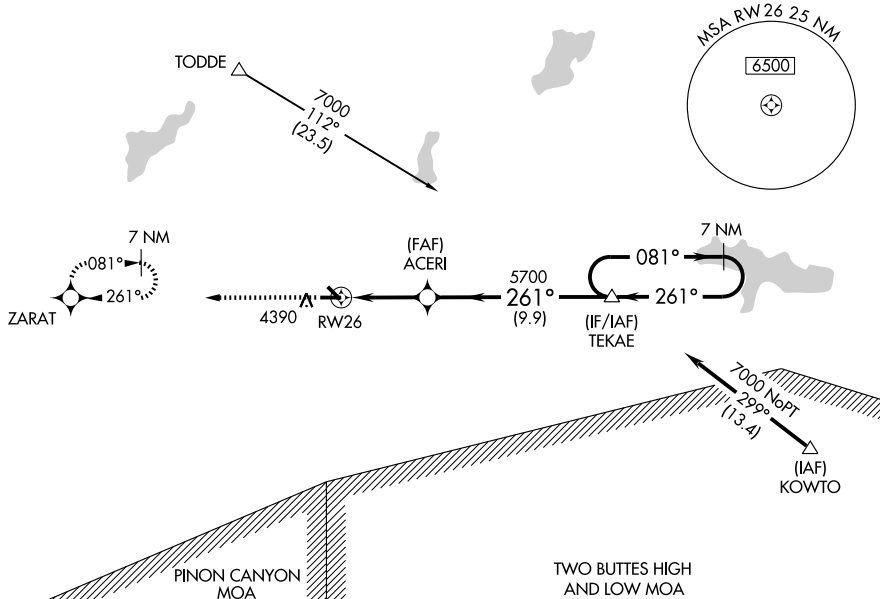 MSA RW26 25 NM
6500
TODDE
7000
112°
(23.5)
7 NM
081°
261°
ZARAT
4390
RW26
(FAF)
ACERI
5700
261°
(9.9)
7 NM
081°
261°
(IF/IAF)
TEKAE
7000 NoPT
299°
(13.4)
(IAF)
KOWTO
PINON CANYON
MOA
TWO BUTTES HIGH
AND LOW MOA